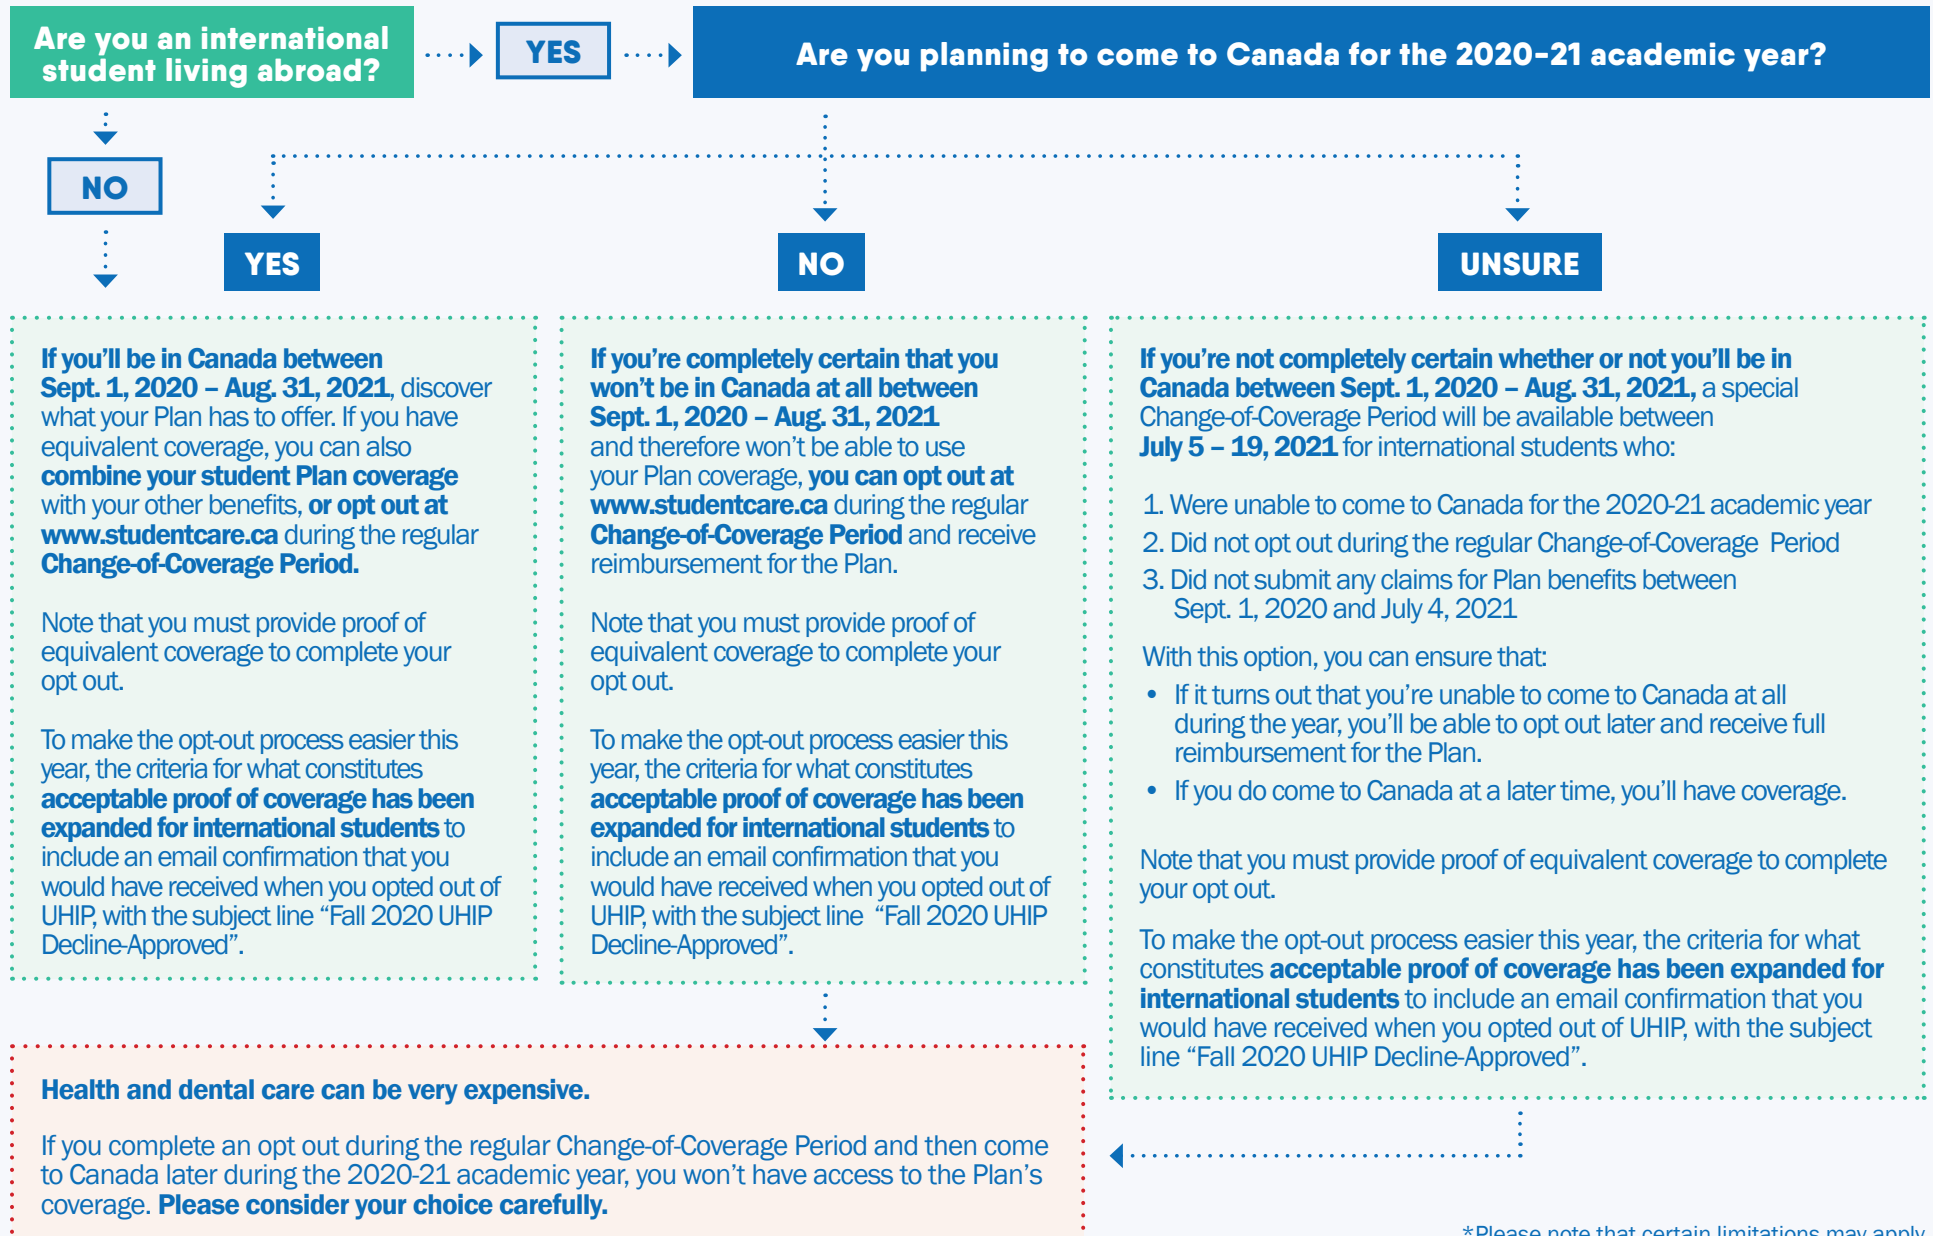 Are you an international
student living abroad?
YES
Are you planning to come to Canada for the 2020-21 academic year?
NO
YES
NO
UNSURE
If you'll be in Canada between
Sept. 1, 2020 – Aug. 31, 2021, discover
what your Plan has to offer. If you have
equivalent coverage, you can also
combine your student Plan coverage
with your other benefits, or opt out at
www.studentcare.ca during the regular
Change-of-Coverage Period.
Note that you must provide proof of
equivalent coverage to complete your
opt out.
To make the opt-out process easier this
year, the criteria for what constitutes
acceptable proof of coverage has been
expanded for international students to
include an email confirmation that you
would have received when you opted out of
UHIP, with the subject line “Fall 2020 UHIP
Decline-Approved”.
If you're completely certain that you
won't be in Canada at all between
Sept. 1, 2020 – Aug. 31, 2021
and therefore won't be able to use
your Plan coverage, you can opt out at
www.studentcare.ca during the regular
Change-of-Coverage Period and receive
reimbursement for the Plan.
Note that you must provide proof of
equivalent coverage to complete your
opt out.
To make the opt-out process easier this
year, the criteria for what constitutes
acceptable proof of coverage has been
expanded for international students to
include an email confirmation that you
would have received when you opted out of
UHIP, with the subject line “Fall 2020 UHIP
Decline-Approved”.
If you're not completely certain whether or not you'll be in
Canada between Sept. 1, 2020 – Aug. 31, 2021, a special
Change-of-Coverage Period will be available between
July 5 – 19, 2021 for international students who:
1. Were unable to come to Canada for the 2020-21 academic year
2. Did not opt out during the regular Change-of-Coverage Period
3. Did not submit any claims for Plan benefits between
Sept. 1, 2020 and July 4, 2021
With this option, you can ensure that:
• If it turns out that you're unable to come to Canada at all
during the year, you'll be able to opt out later and receive full
reimbursement for the Plan.
• If you do come to Canada at a later time, you'll have coverage.
Note that you must provide proof of equivalent coverage to complete
your opt out.
To make the opt-out process easier this year, the criteria for what
constitutes acceptable proof of coverage has been expanded for
international students to include an email confirmation that you
would have received when you opted out of UHIP, with the subject
line “Fall 2020 UHIP Decline-Approved”.
Health and dental care can be very expensive.
If you complete an opt out during the regular Change-of-Coverage Period and then come
to Canada later during the 2020-21 academic year, you won't have access to the Plan's
coverage. Please consider your choice carefully.
*Please note that certain limitations may apply